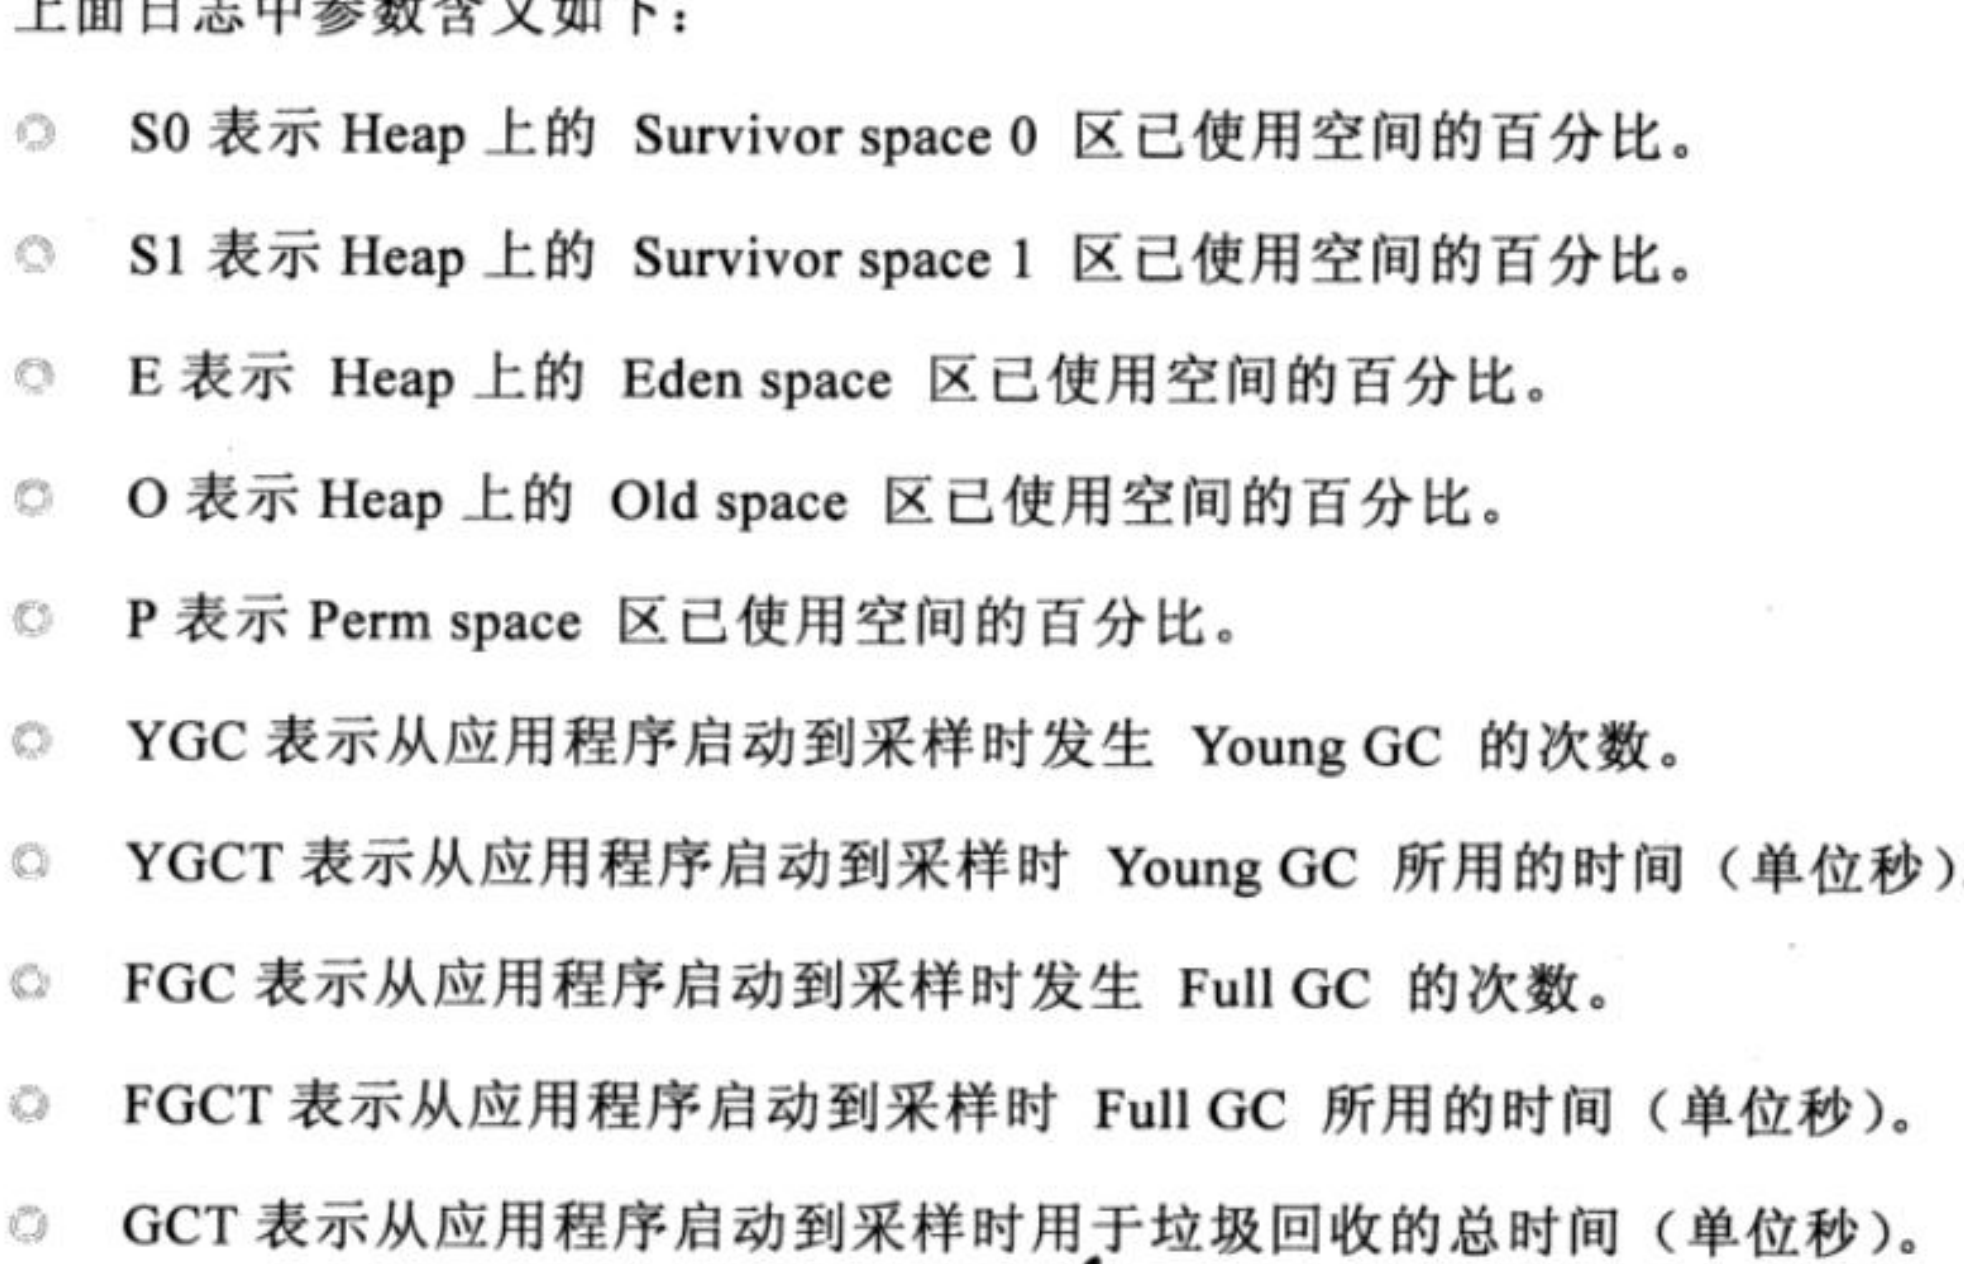 上面日志中参数含义如下：
S0 表示 Heap 上的 Survivor space 0 区已使用空间的百分比。
S1 表示 Heap 上的 Survivor space 1 区已使用空间的百分比。
E 表示 Heap 上的 Eden space 区已使用空间的百分比。
O 表示 Heap 上的 Old space 区已使用空间的百分比。
P 表示 Perm space 区已使用空间的百分比。
YGC 表示从应用程序启动到采样时发生 Young GC 的次数。
YGCT 表示从应用程序启动到采样时 Young GC 所用的时间（单位秒）
FGC 表示从应用程序启动到采样时发生 Full GC 的次数。
FGCT 表示从应用程序启动到采样时 Full GC 所用的时间（单位秒）。
GCT 表示从应用程序启动到采样时用于垃圾回收的总时间（单位秒）。